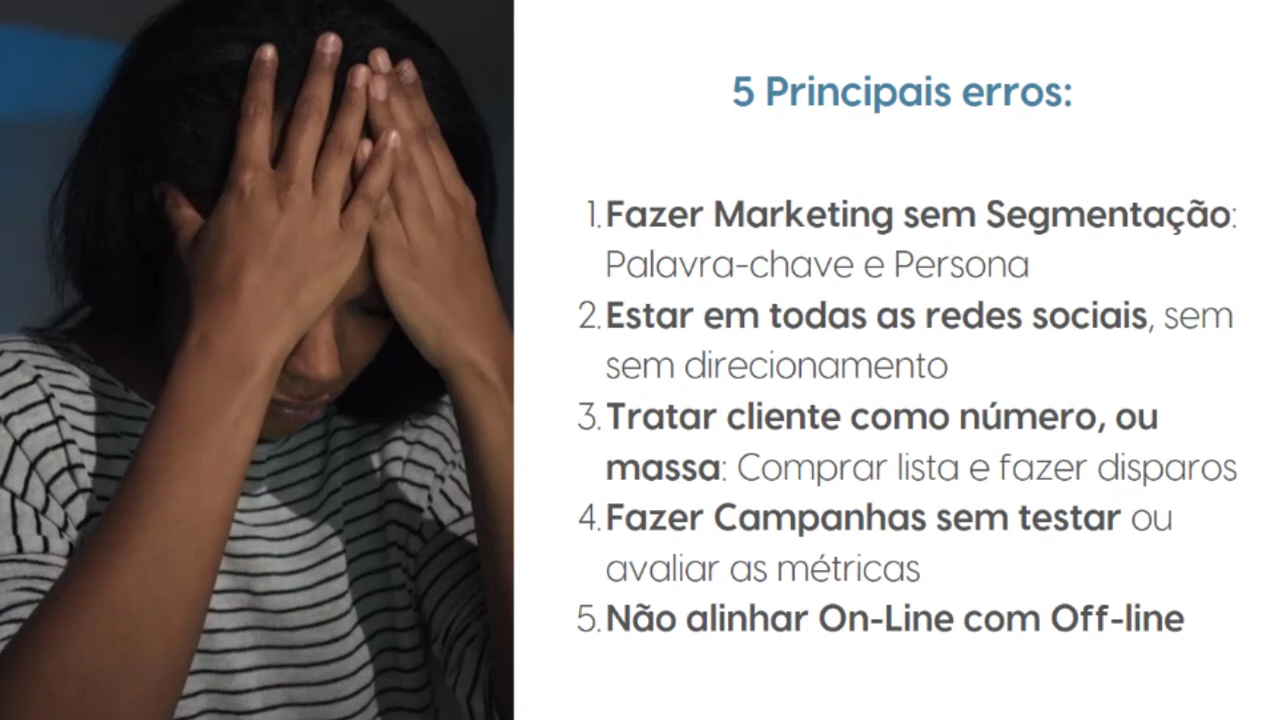 5 Principais erros:
1. Fazer Marketing sem Segmentação:
Palavra-chave e Persona
2. Estar em todas as redes sociais, sem
sem direcionamento
3. Tratar cliente como número, ou
massa: Comprar lista e fazer disparos
4. Fazer Campanhas sem testar ou
avaliar as métricas
5. Não alinhar On-Line com Off-line